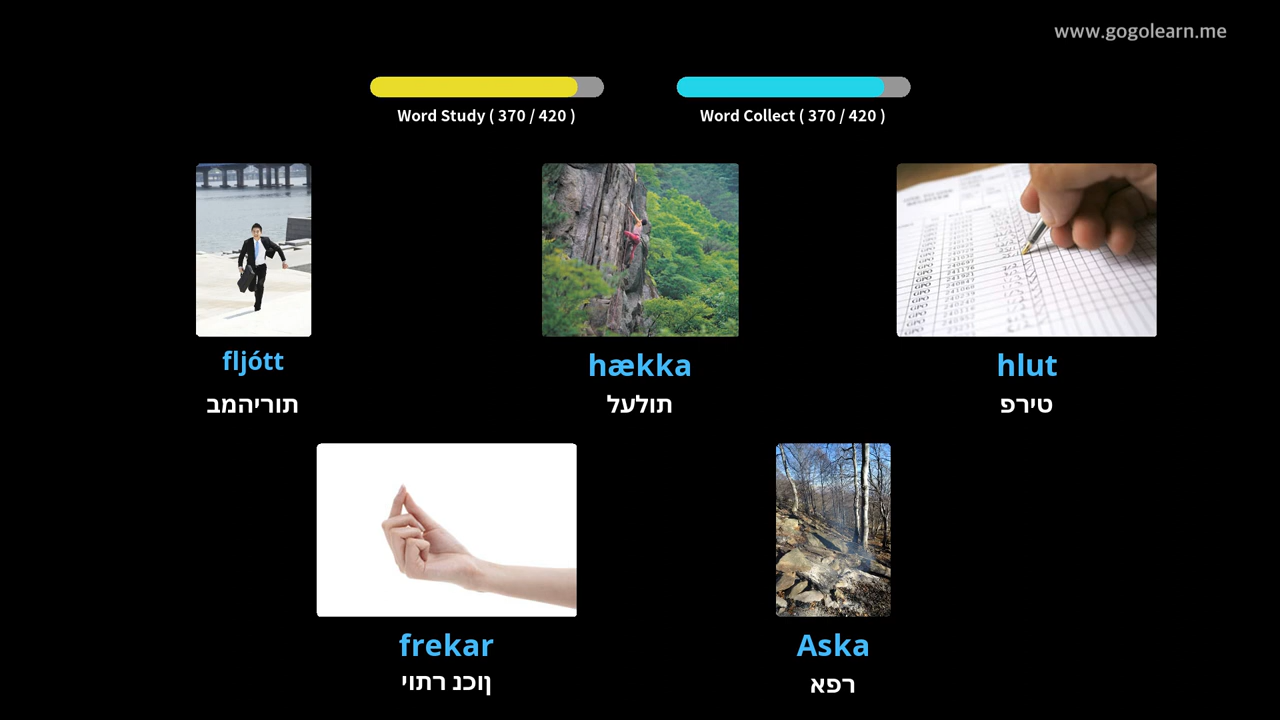 www.gogolearn.me
Word Study ( 370 / 420 )
Word Collect ( 370 / 420 )
fljótt
hækka
hlut
תוריהמב
תולעל
טירפ
frekar
Aska
ןוכנ רתוי
רפא